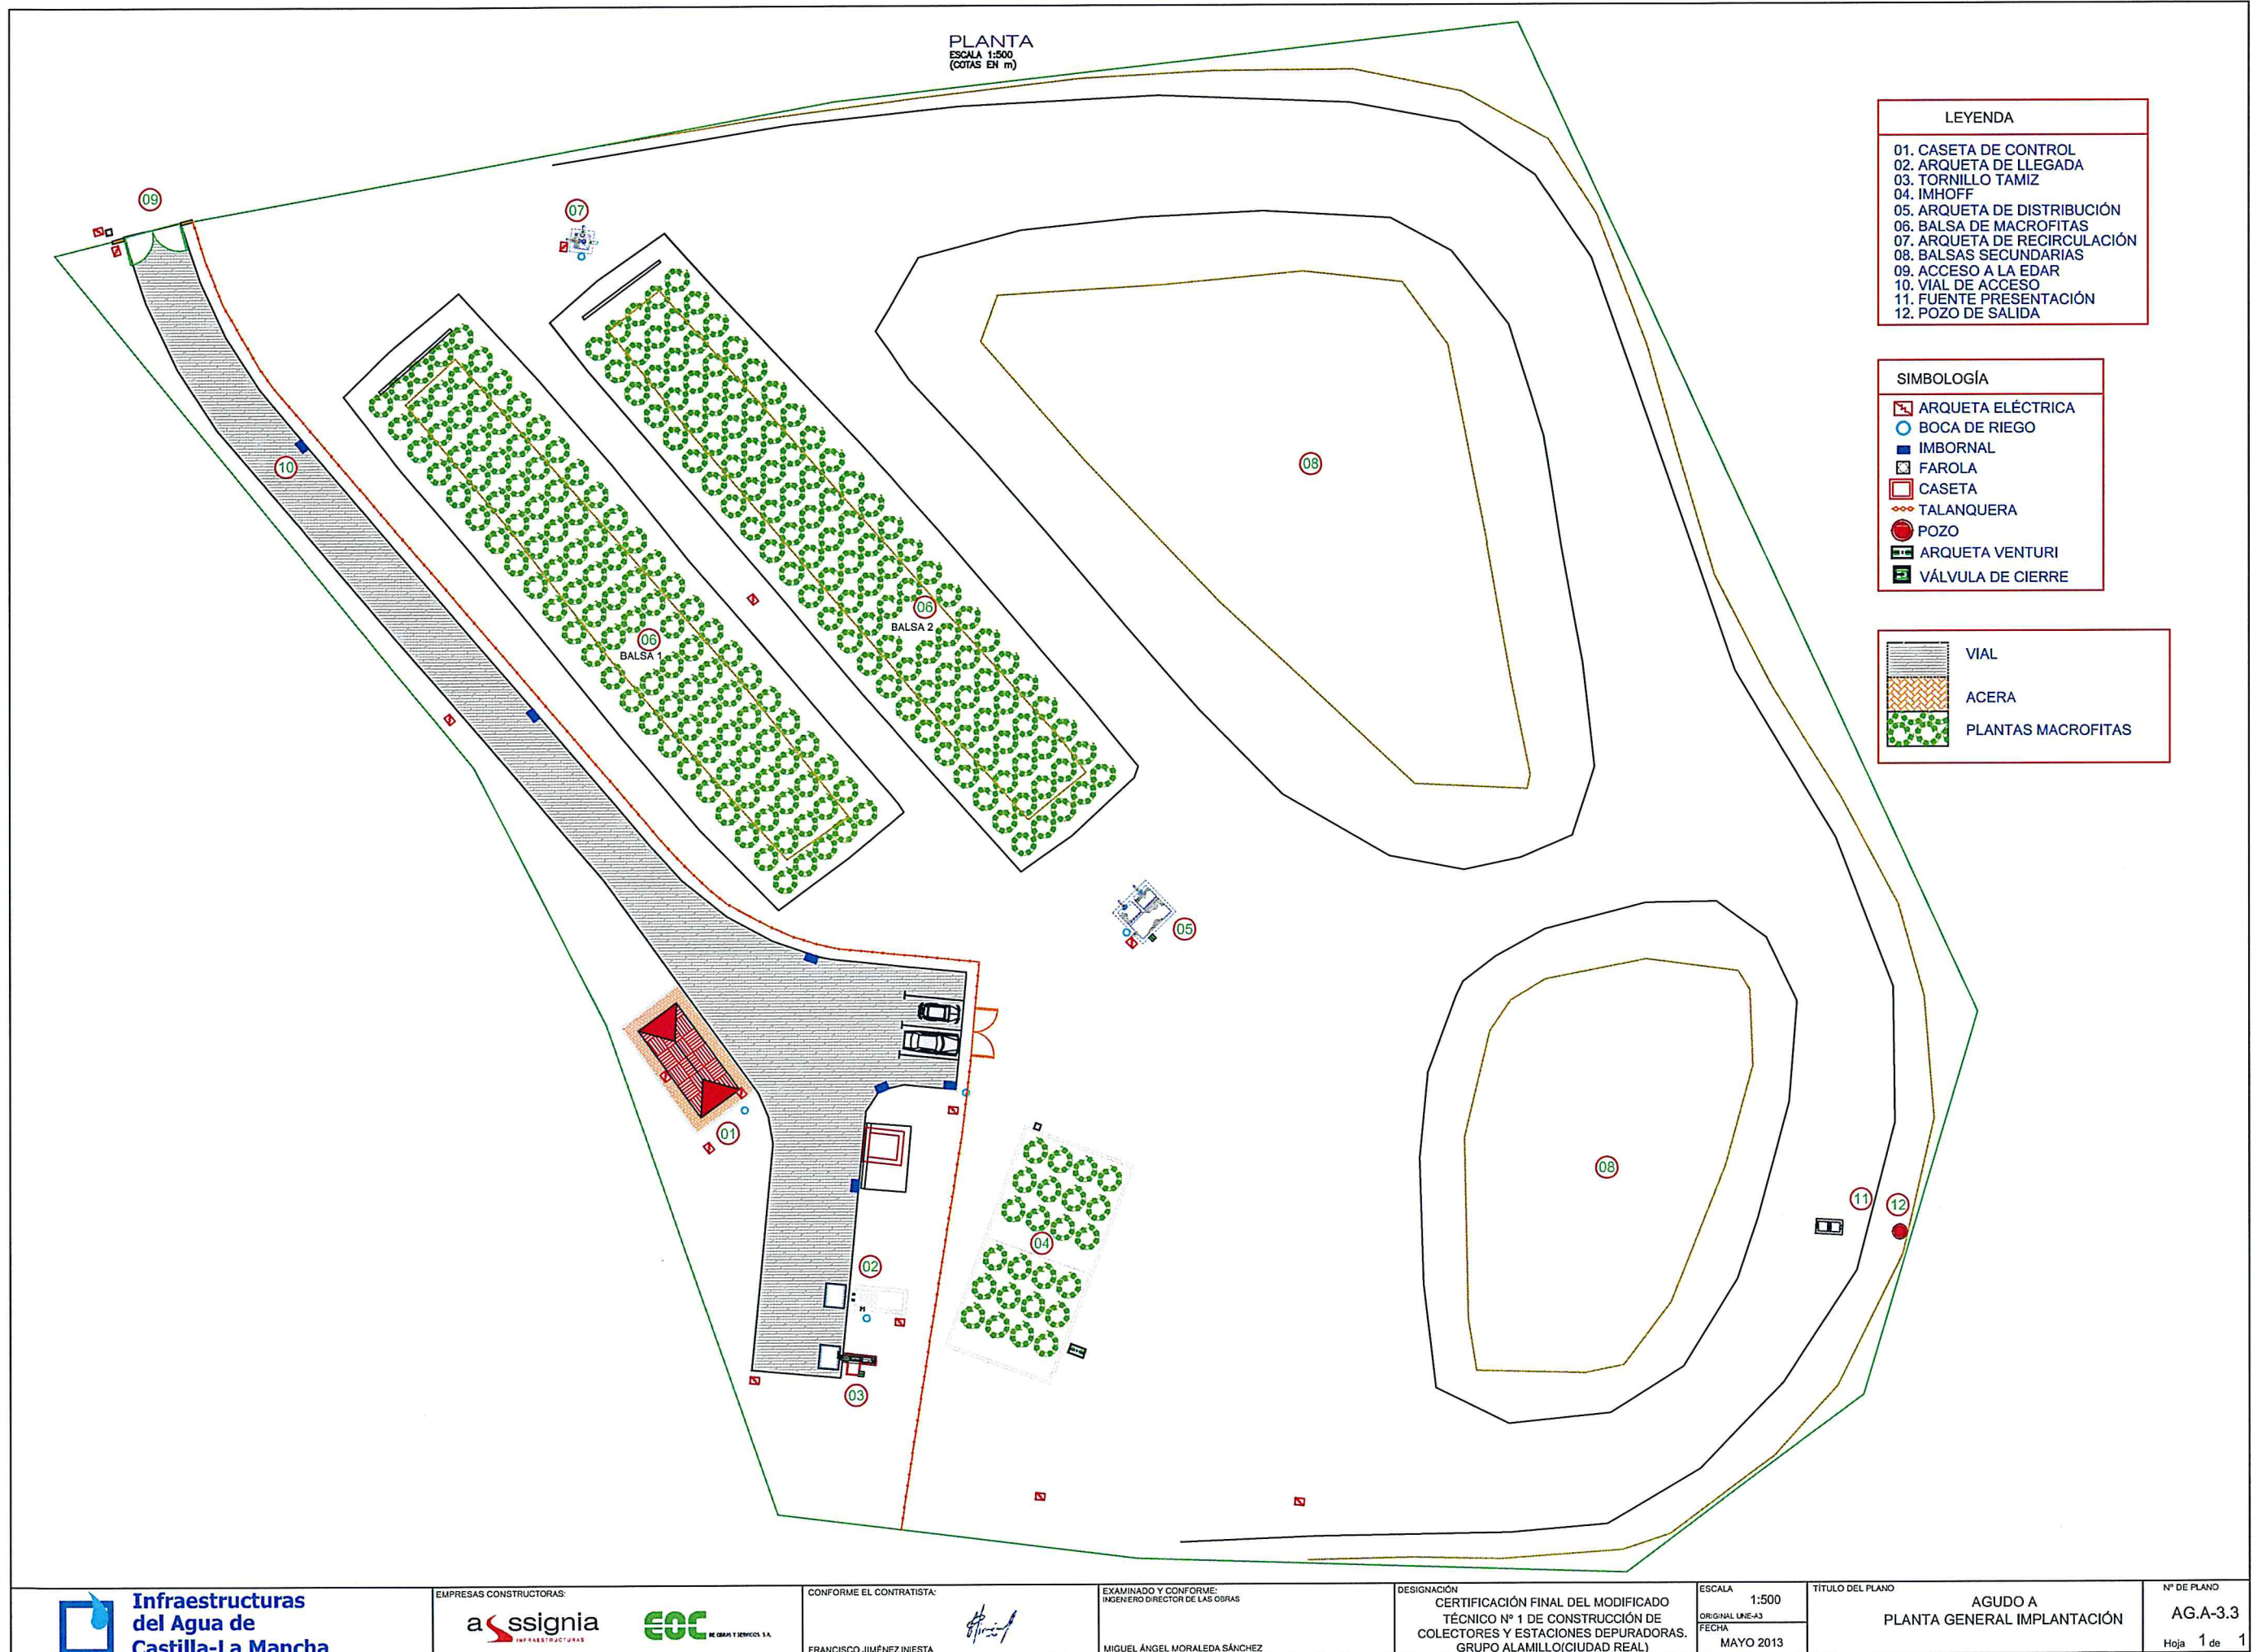 PLANTA
ESCALA 1:500
(COTAS EN m)
LEYENDA
01. CASETA DE CONTROL
02. ARQUETA DE LLEGADA
03. TORNILLO TAMIZ
04. IMHOFF
05. ARQUETA DE DISTRIBUCIÓN
06. BALSA DE MACROFITAS
07. ARQUETA DE RECIRCULACIÓN
08. BALSAS SECUNDARIAS
09. ACCESO A LA EDAR
10. VIAL DE ACCESO
11. FUENTE PRESENTACIÓN
12. POZO DE SALIDA
SIMBOLOGÍA
ARQUETA ELÉCTRICA
BOCA DE RIEGO
IMBORNAL
FAROLA
CASETA
TALANQUERA
POZO
ARQUETA VENTURI
VÁLVULA DE CIERRE
VIAL
ACERA
PLANTAS MACROFITAS
09
07
10
08
06
BALSA 2
06
BALSA 1
05
01
08
11
12
04
02
03
Infraestructuras
del Agua de
Castilla-La Mancha
EMPRESAS CONSTRUCTORAS:
assignia
INFRAESTRUCTURAS
EOC
DE OBRAS Y SERVICIOS S.A.
CONFORME EL CONTRATISTA:
FRANCISCO JIMÉNEZ INIESTA
EXAMINADO Y CONFORME:
INGENIERO DIRECTOR DE LAS OBRAS
MIGUEL ÁNGEL MORALEDA SÁNCHEZ
DESIGNACIÓN
CERTIFICACIÓN FINAL DEL MODIFICADO
TÉCNICO Nº 1 DE CONSTRUCCIÓN DE
COLECTORES Y ESTACIONES DEPURADORAS.
GRUPO ALAMILLO(CIUDAD REAL)
ESCALA
1:500
ORIGINAL UNE-A3
FECHA
MAYO 2013
TÍTULO DEL PLANO
AGUDO A
PLANTA GENERAL IMPLANTACIÓN
Nº DE PLANO
AG.A-3.3
Hoja 1 de 1